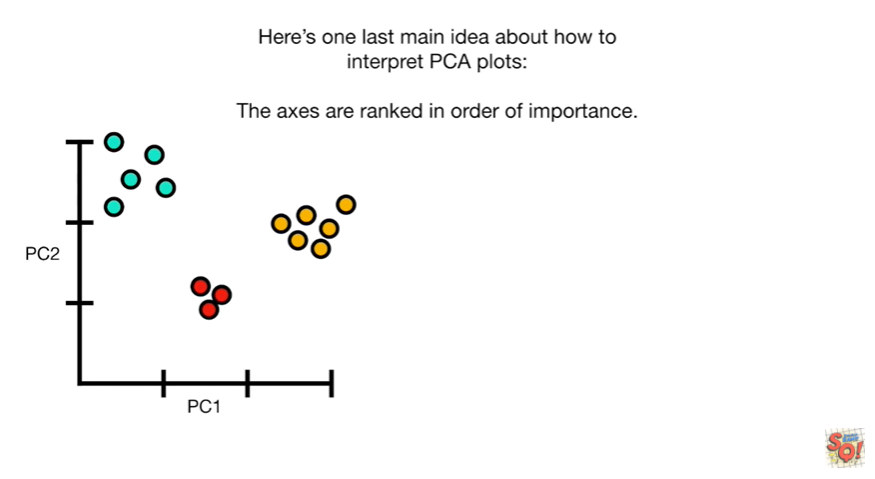 Here’s one last main idea about how to
interpret PCA plots:
The axes are ranked in order of importance.
PC2
PC1
SQ!